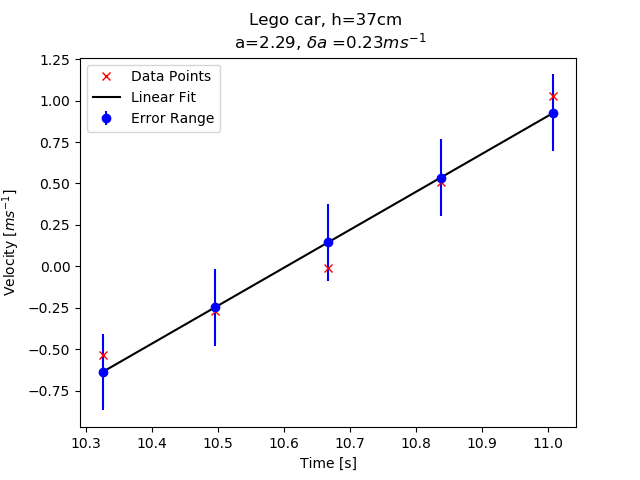 Lego car, h=37cm
a=2.29, δa =0.23ms⁻¹
Data Points
Linear Fit
Error Range
Velocity [ms⁻¹]
1.25
1.00
0.75
0.50
0.25
0.00
−0.25
−0.50
−0.75
10.3 10.4 10.5 10.6 10.7 10.8 10.9 11.0
Time [s]